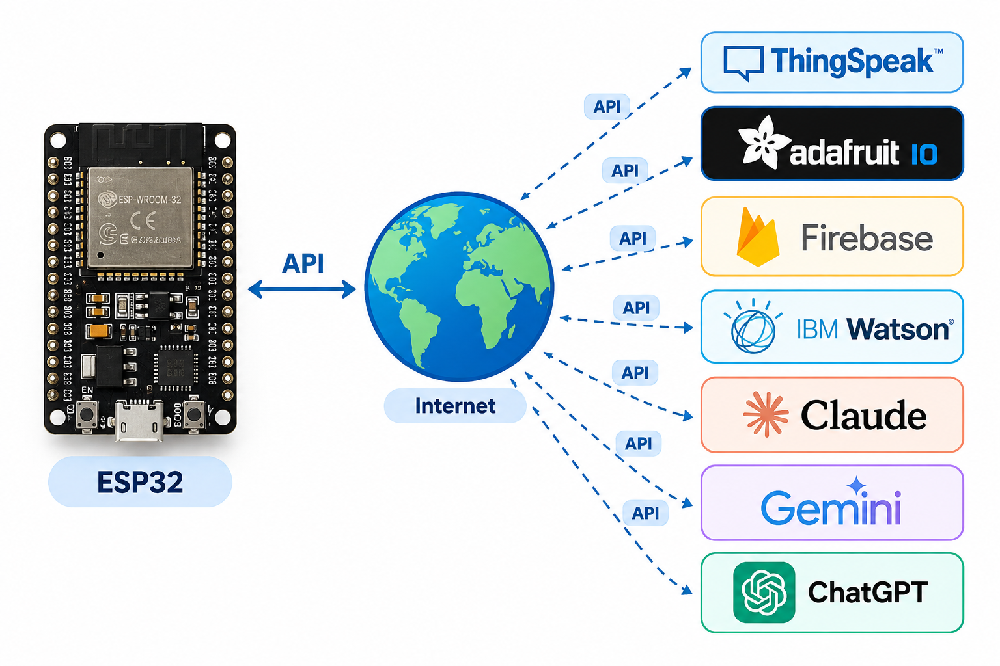 ESP-WROOM-32
CE
EN
ESP32
API
Internet
API
API
API
API
API
API
API
ThingSpeak™
adafruit IO
Firebase
IBM Watson®
Claude
Gemini
ChatGPT